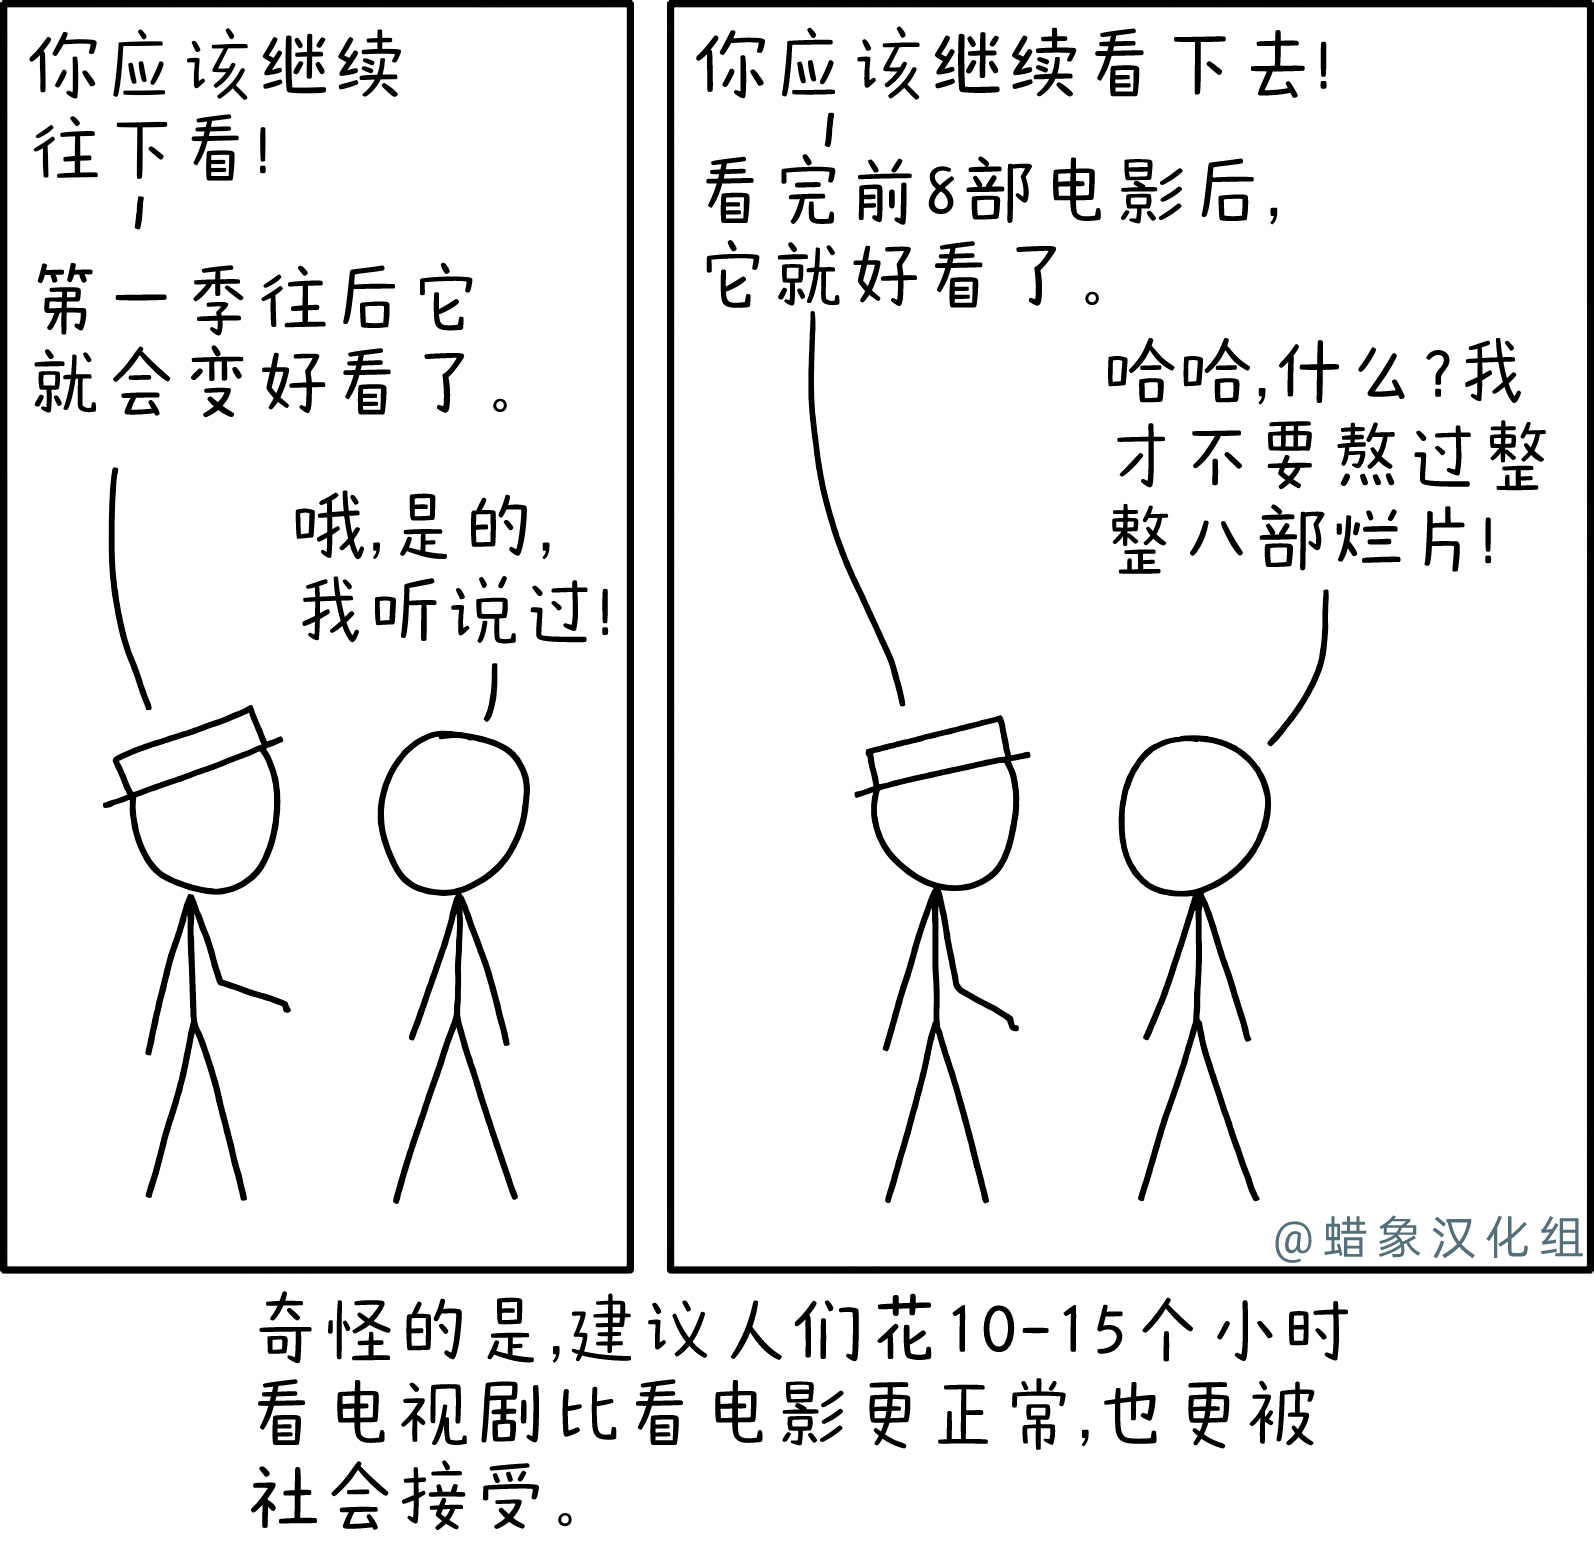 你应该继续
往下看!
第一季往后它
就会变好看了。
哦,是的,
我听说过!
你应该继续看下去!
看完前8部电影后,
它就好看了。
哈哈,什么?我
才不要熬过整
整八部烂片!
@蜡象汉化组
奇怪的是,建议人们花10-15个小时
看电视剧比看电影更正常,也更被
社会接受。